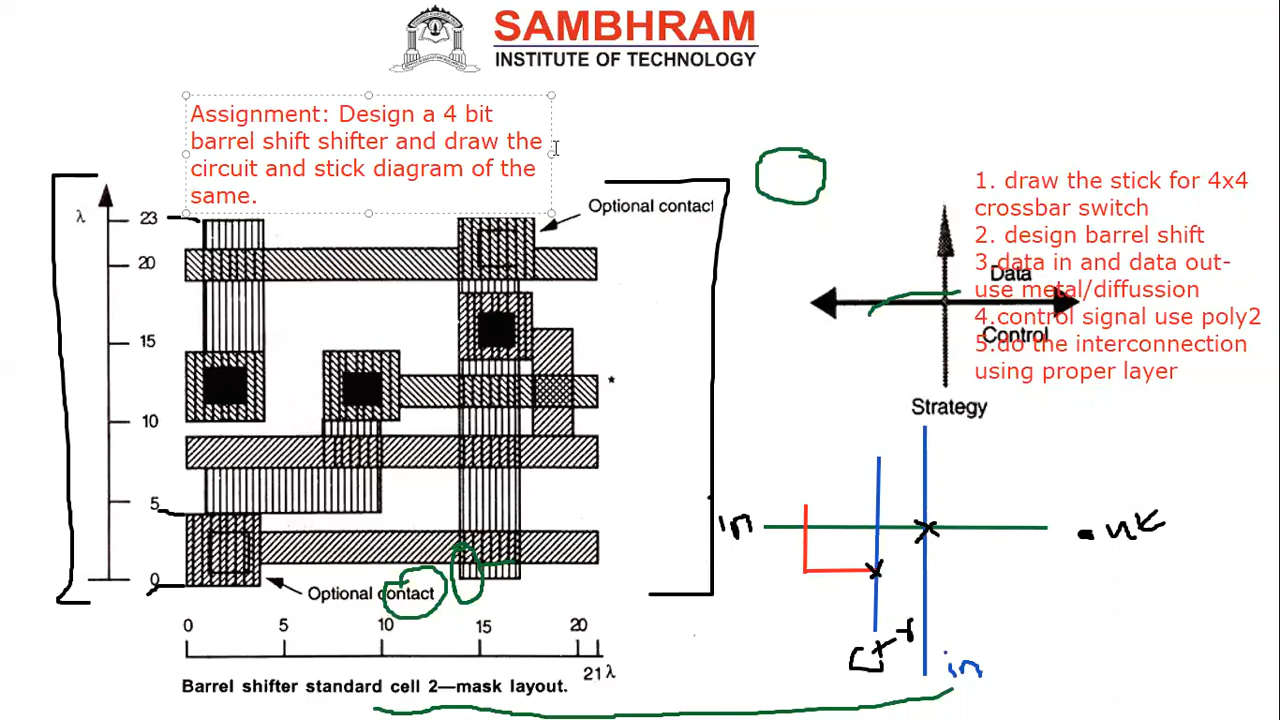 SAMBHRAM
INSTITUTE OF TECHNOLOGY
Assignment: Design a 4 bit
barrel shift shifter and draw the
circuit and stick diagram of the
same.
Optional contact
λ
23
20
15
10
5
0
*
Optional contact
0 5 10 15 20
21λ
Barrel shifter standard cell 2—mask layout.
1. draw the stick for 4x4
crossbar switch
2. design barrel shift
3.data in and data out-
use metal/diffussion
4.control signal use poly2
5.do the interconnection
using proper layer
Data
Control
Strategy
in
in